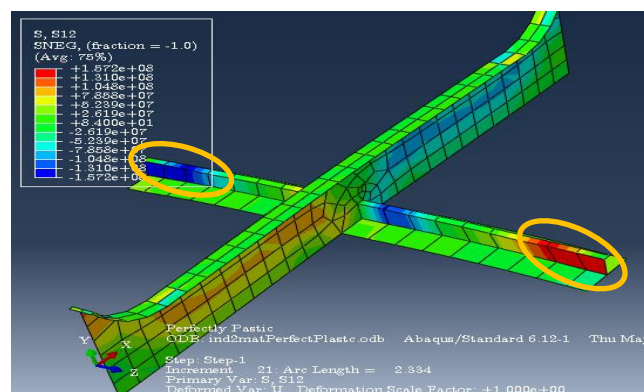 S, S12
SNEG, (fraction = -1.0)
(Avg: 75%)
+1.572e+08
+1.310e+08
+1.048e+08
+7.858e+07
+5.239e+07
+2.619e+07
+8.400e+01
-2.619e+07
-5.239e+07
-7.858e+07
-1.048e+08
-1.310e+08
-1.572e+08
Y
X
Z
Perfectly Pastic
ODB: ind2matPerfectPlastc.odb Abaqus/Standard 6.12-1 Thu Ma
Step: Step-1
Increment 21: Arc Length = 2.334
Primary Var: S, S12
Deformed Var: U Deformation Scale Factor: +1.000e+00